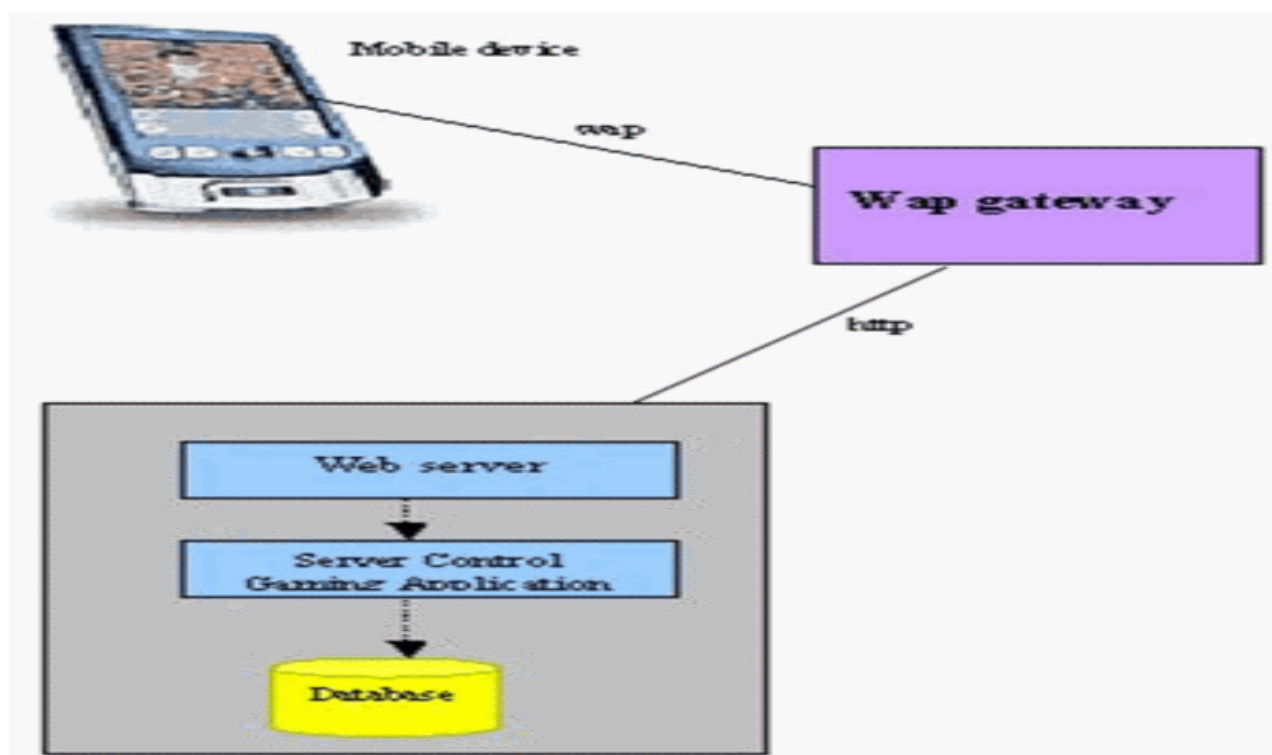 Mobile device
wap
Wap gateway
http
Web server
Server Control
Gaming Application
Database